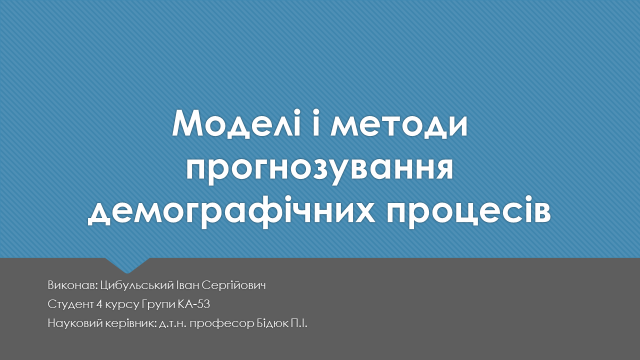 Моделі і методи
прогнозування
демографічних процесів
Виконав: Цибульський Іван Сергійович
Студент 4 курсу Групи КА-53
Науковий керівник: д.т.н. професор Бідюк П.І.